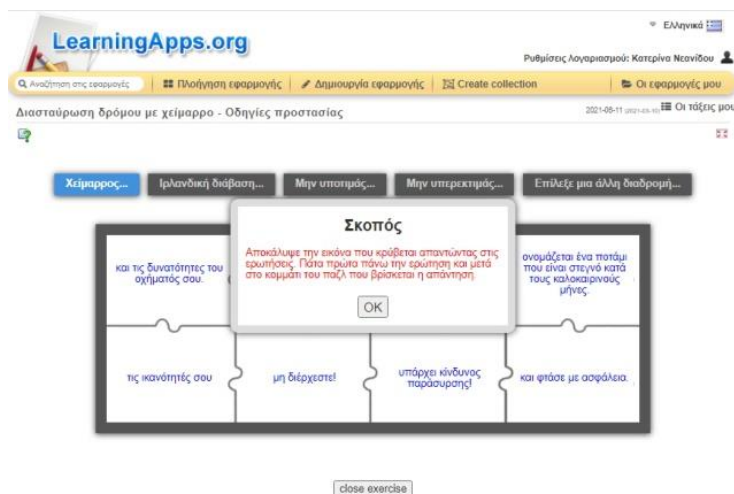 Ελληνικά
LearningApps.org
Ρυθμίσεις λογαριασμού: Κατερίνα Νεανίδου
Αναζήτηση στις εφαρμογές
Πλοήγηση εφαρμογής
Δημιουργία εφαρμογής
Create collection
Οι εφαρμογές μου
Διασταύρωση δρόμου με χείμαρρο - Οδηγίες προστασίας
2021-08-11
Οι τάξεις μου
Χείμαρρος...
Ιρλανδική διάβαση...
Μην υποτιμάς...
Μην υπερεκτιμάς...
Επίλεξε μια άλλη διαδρομή...
Σκοπός
Αποκάλυψε την εικόνα που κρύβεται απαντώντας στις
ερωτήσεις. Πάτα πρώτα πάνω την ερώτηση και μετά
στο κομμάτι του παζλ που βρίσκεται η απάντηση.
OK
και τις δυνατότητες του
οχήματός σου.
ονομάζεται ένα ποτάμι
που είναι στεγνό κατά
τους καλοκαιρινούς
μήνες.
τις ικανότητές σου
μη διέρχεστε!
υπάρχει κίνδυνος
παράσυρσης!
και φτάσε με ασφάλεια.
close exercise